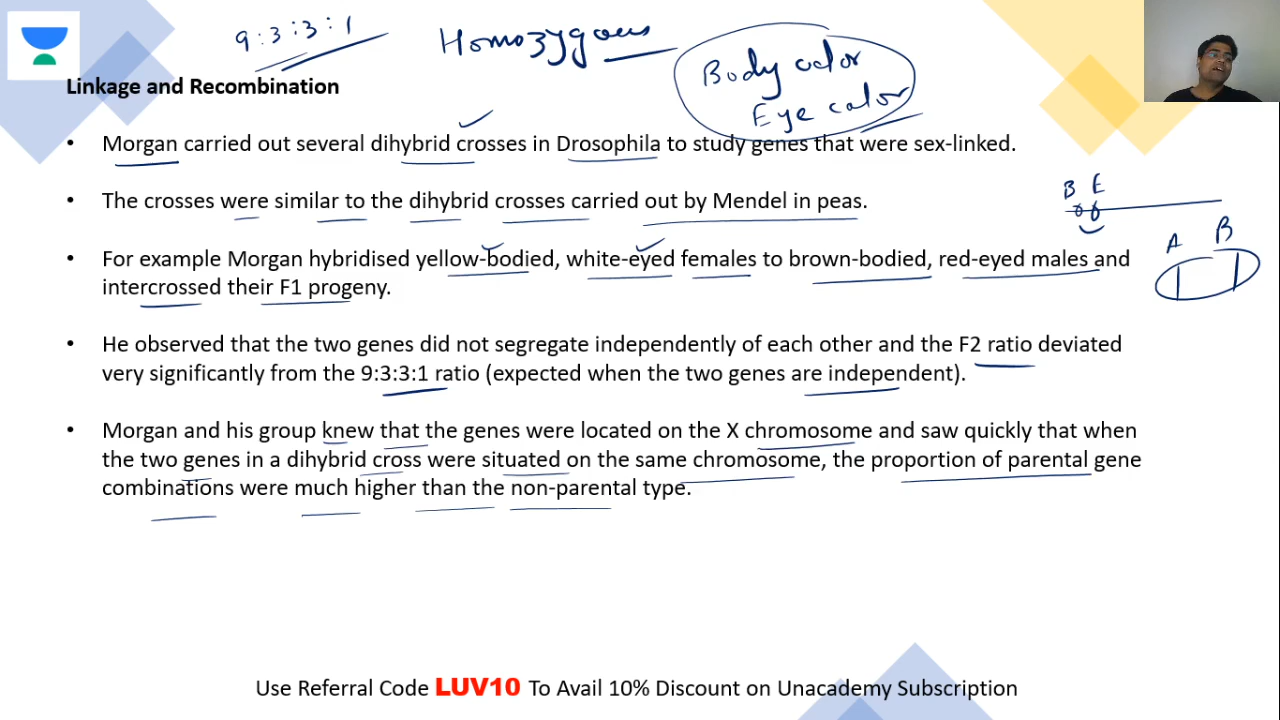 9:3:3:1
Homozygous
Body color
Eye color
Linkage and Recombination
• Morgan carried out several dihybrid crosses in Drosophila to study genes that were sex-linked.
• The crosses were similar to the dihybrid crosses carried out by Mendel in peas.
B E
A B
• For example Morgan hybridised yellow-bodied, white-eyed females to brown-bodied, red-eyed males and
intercrossed their F1 progeny.
• He observed that the two genes did not segregate independently of each other and the F2 ratio deviated
very significantly from the 9:3:3:1 ratio (expected when the two genes are independent).
• Morgan and his group knew that the genes were located on the X chromosome and saw quickly that when
the two genes in a dihybrid cross were situated on the same chromosome, the proportion of parental gene
combinations were much higher than the non-parental type.
Use Referral Code LUV10 To Avail 10% Discount on Unacademy Subscription